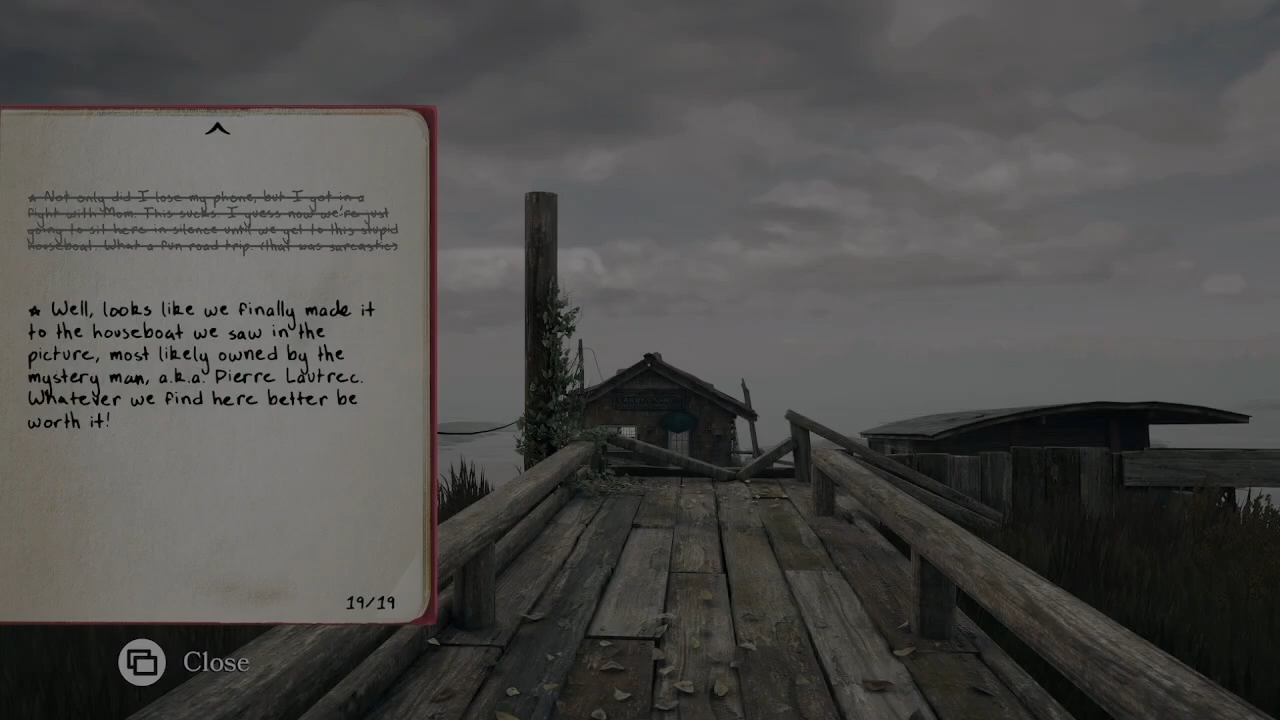 * Not only did I lose my phone, but I got in a
fight with Mom. This sucks. I guess now we're just
going to sit here in silence until we get to this stupid
houseboat. What a fun road trip. (That was sarcastic)
* Well, looks like we finally made it
to the houseboat we saw in the
picture, most likely owned by the
mystery man, a.k.a. Pierre Lautrec.
Whatever we find here better be
worth it!
19/19
Close